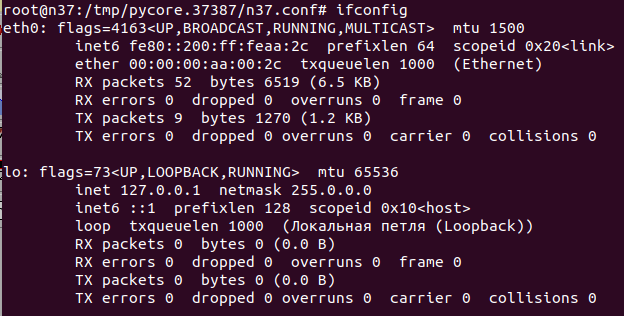 root@n37:/tmp/pycore.37387/n37.conf# ifconfig
eth0: flags=4163<UP,BROADCAST,RUNNING,MULTICAST>  mtu 1500
        inet6 fe80::200:ff:feaa:2c  prefixlen 64  scopeid 0x20<link>
        ether 00:00:00:aa:00:2c  txqueuelen 1000  (Ethernet)
        RX packets 52  bytes 6519 (6.5 KB)
        RX errors 0  dropped 0  overruns 0  frame 0
        TX packets 9  bytes 1270 (1.2 KB)
        TX errors 0  dropped 0 overruns 0  carrier 0  collisions 0

lo: flags=73<UP,LOOPBACK,RUNNING>  mtu 65536
        inet 127.0.0.1  netmask 255.0.0.0
        inet6 ::1  prefixlen 128  scopeid 0x10<host>
        loop  txqueuelen 1000  (Локальная петля (Loopback))
        RX packets 0  bytes 0 (0.0 B)
        RX errors 0  dropped 0  overruns 0  frame 0
        TX packets 0  bytes 0 (0.0 B)
        TX errors 0  dropped 0 overruns 0  carrier 0  collisions 0